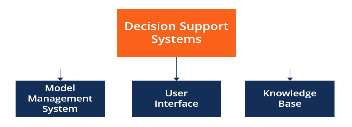 Decision Support
Systems
Model
Management
System
User
Interface
Knowledge
Base